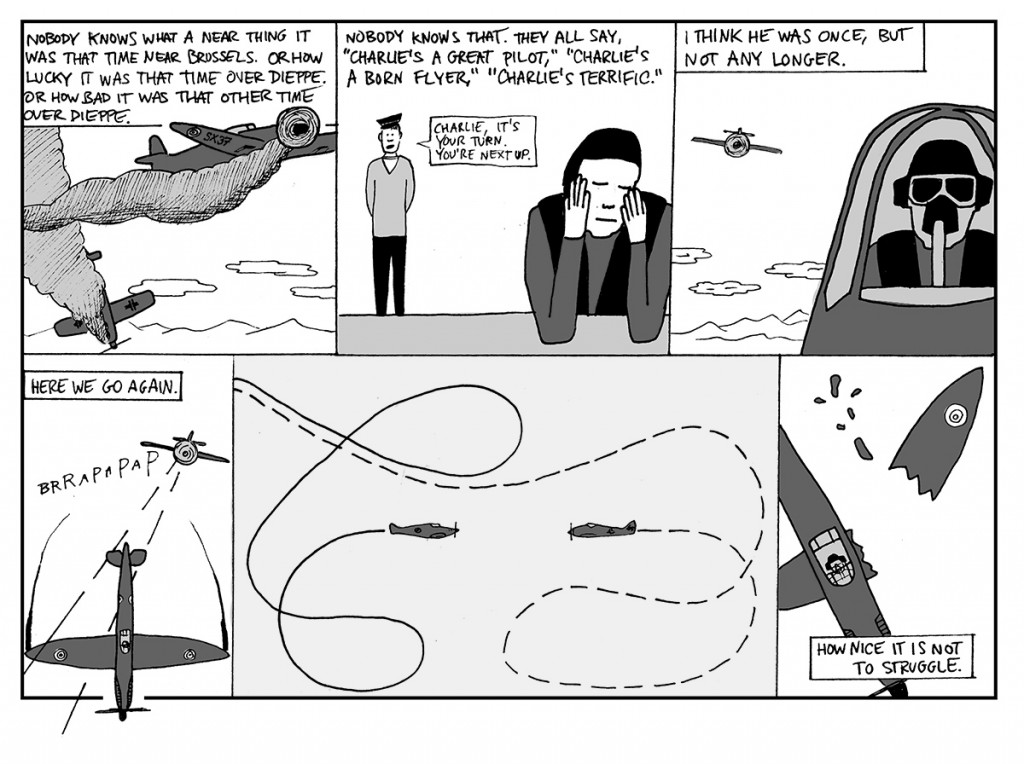 NOBODY KNOWS WHAT A NEAR THING IT
WAS THAT TIME NEAR BRUSSELS. OR HOW
LUCKY IT WAS THAT TIME OVER DIEPPE.
OR HOW BAD IT WAS THAT OTHER TIME
OVER DIEPPE.
NOBODY KNOWS THAT. THEY ALL SAY,
"CHARLIE'S A GREAT PILOT," "CHARLIE'S
A BORN FLYER," "CHARLIE'S TERRIFIC."
CHARLIE, IT'S
YOUR TURN.
YOU'RE NEXT UP.
I THINK HE WAS ONCE, BUT
NOT ANY LONGER.
HERE WE GO AGAIN.
BRRAPAPAP
HOW NICE IT IS NOT
TO STRUGGLE.